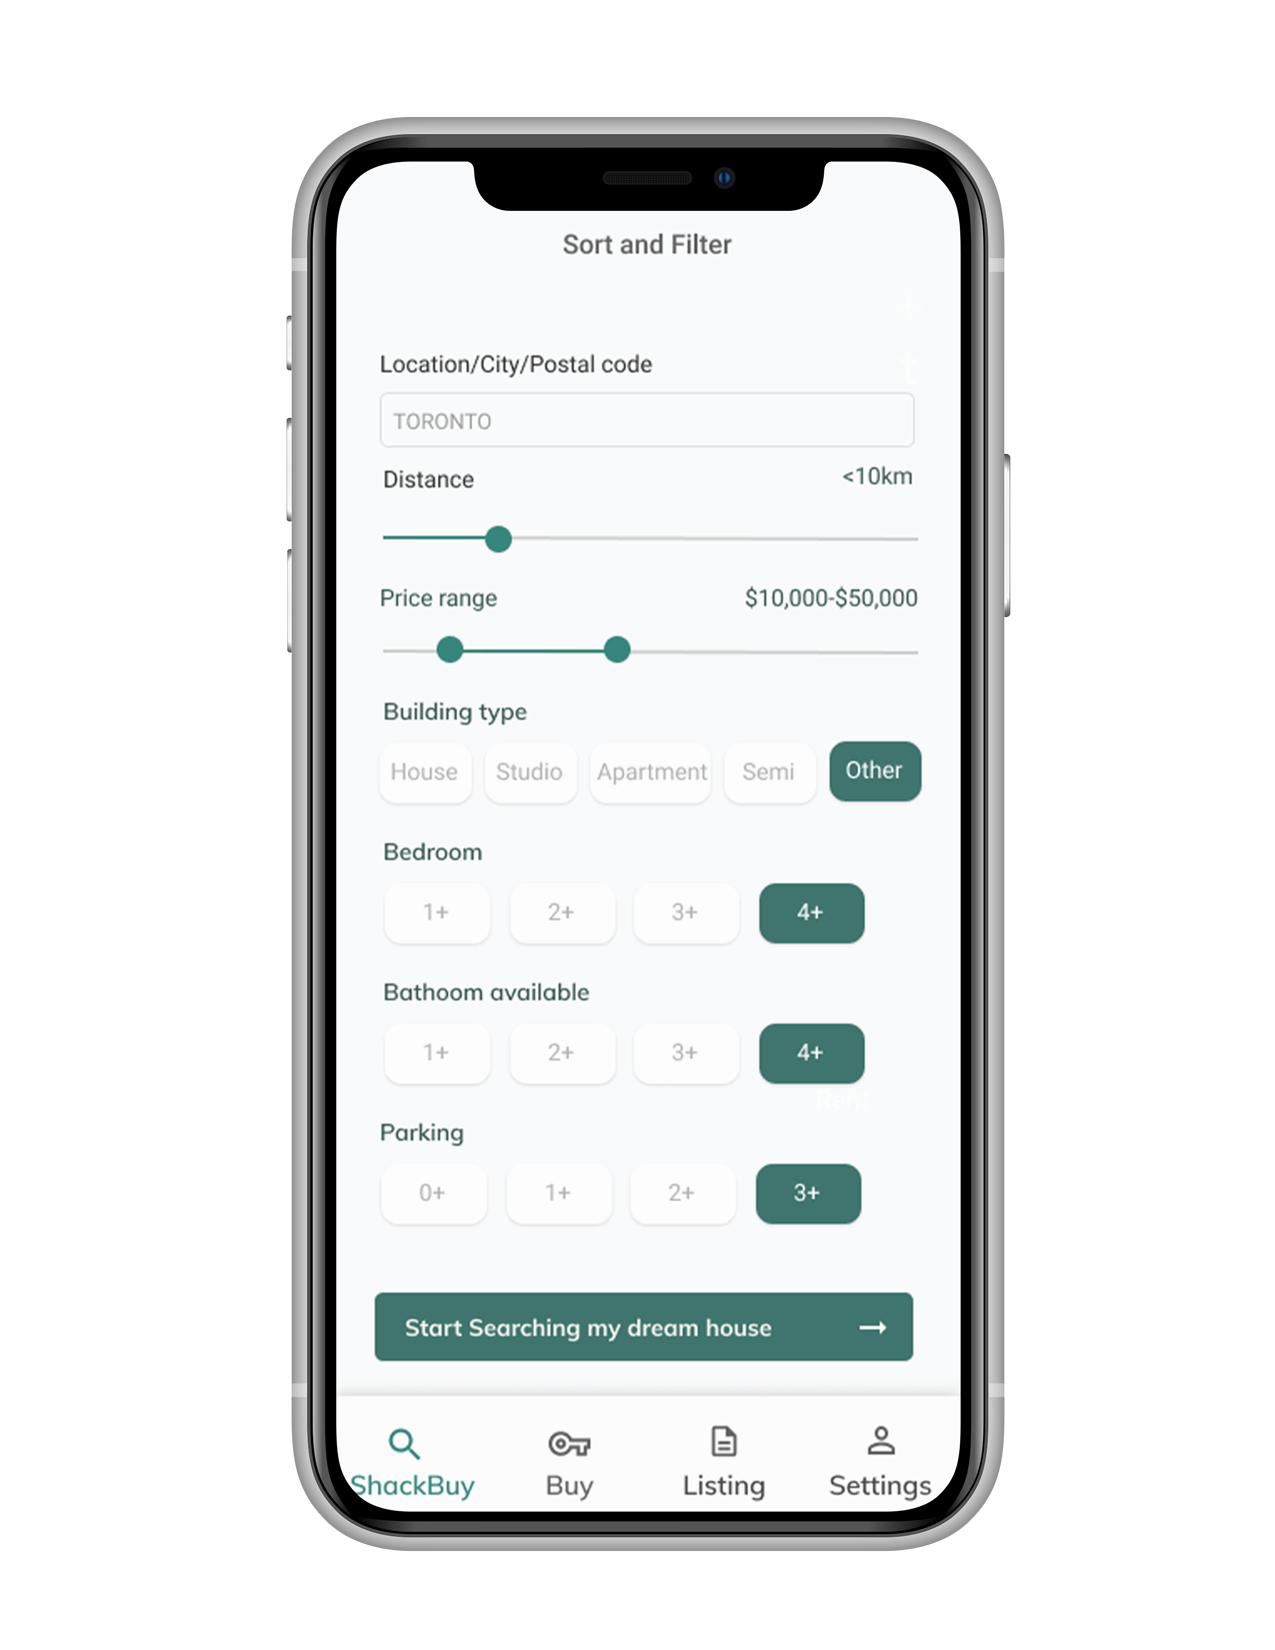 Sort and Filter
+
t
Location/City/Postal code
TORONTO
Distance <10km
Price range $10,000-$50,000
Building type
House Studio Apartment Semi Other
Bedroom
1+ 2+ 3+ 4+
Bathoom available
1+ 2+ 3+ 4+
Rent
Parking
0+ 1+ 2+ 3+
Start Searching my dream house →
ShackBuy Buy Listing Settings